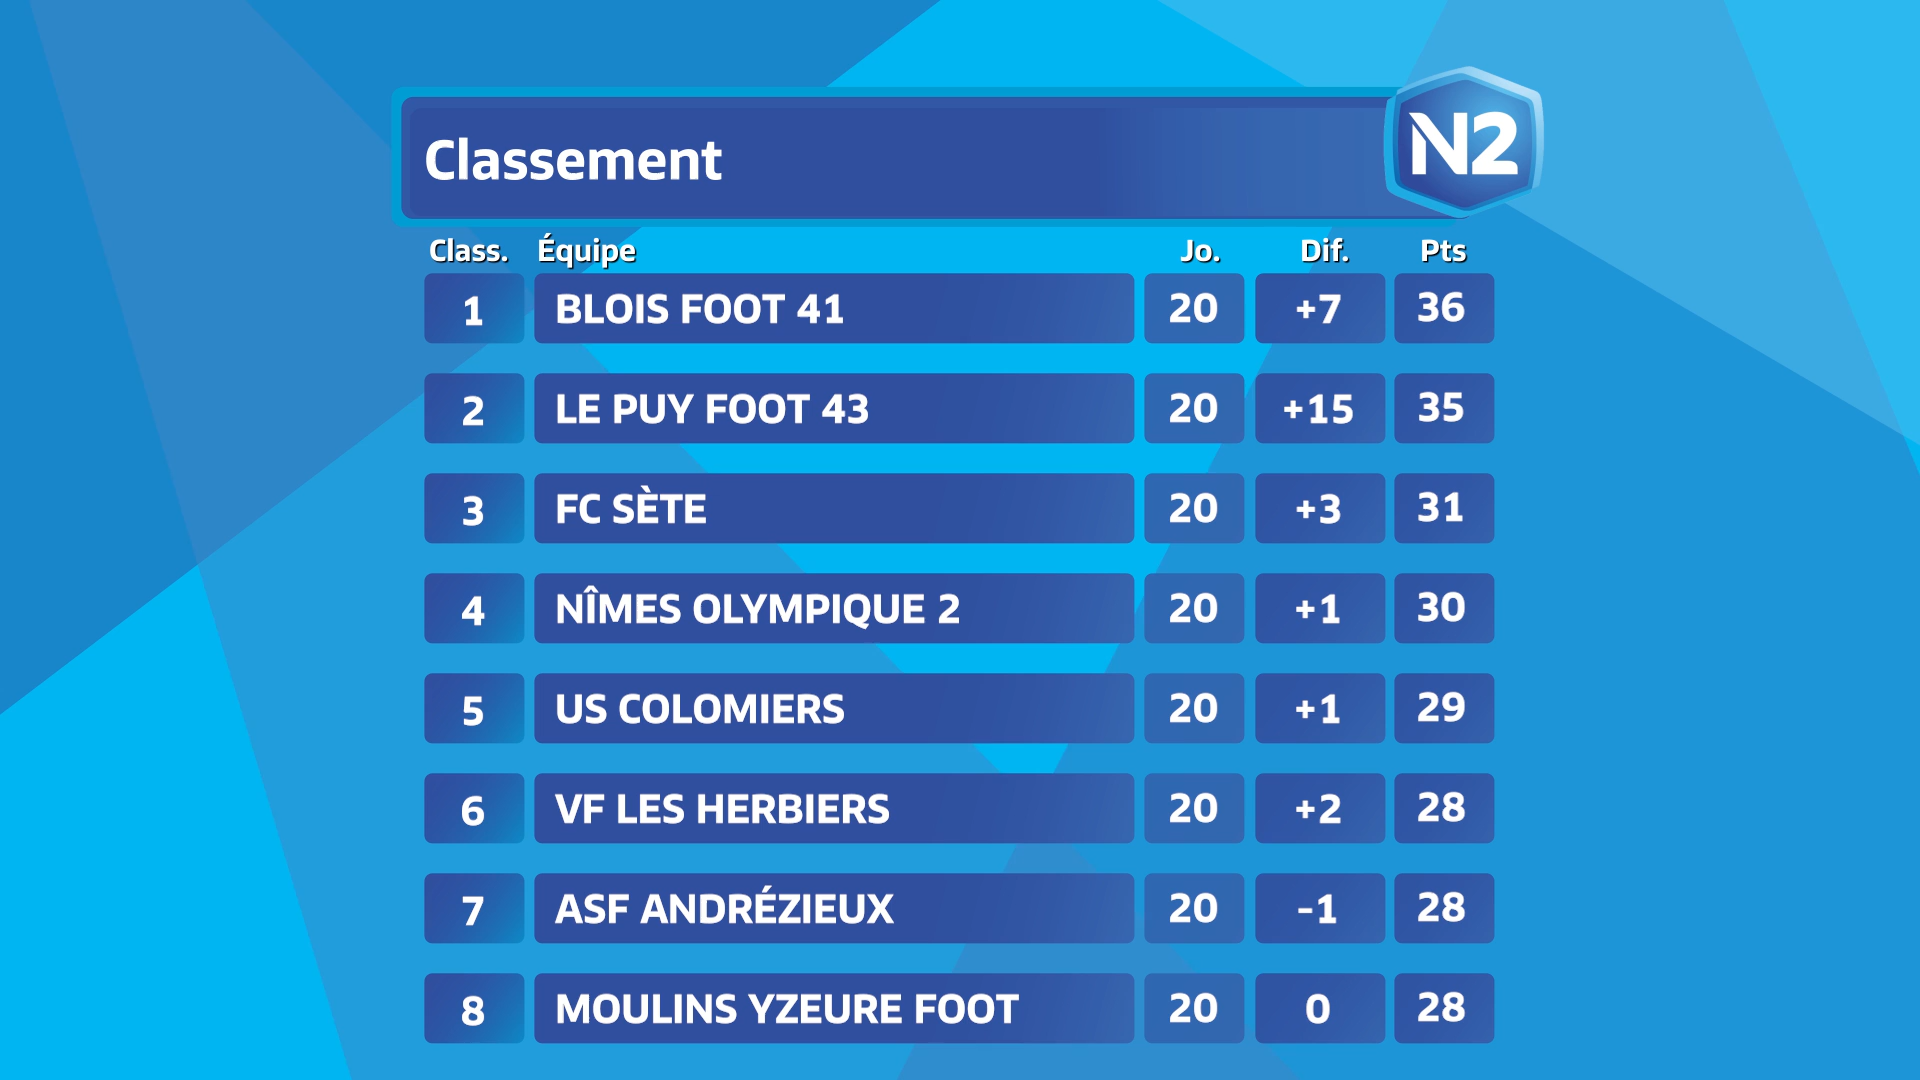 Classement N2
Class. Équipe Jo. Dif. Pts
1 BLOIS FOOT 41 20 +7 36
2 LE PUY FOOT 43 20 +15 35
3 FC SÈTE 20 +3 31
4 NÎMES OLYMPIQUE 2 20 +1 30
5 US COLOMIERS 20 +1 29
6 VF LES HERBIERS 20 +2 28
7 ASF ANDRÉZIEUX 20 -1 28
8 MOULINS YZEURE FOOT 20 0 28